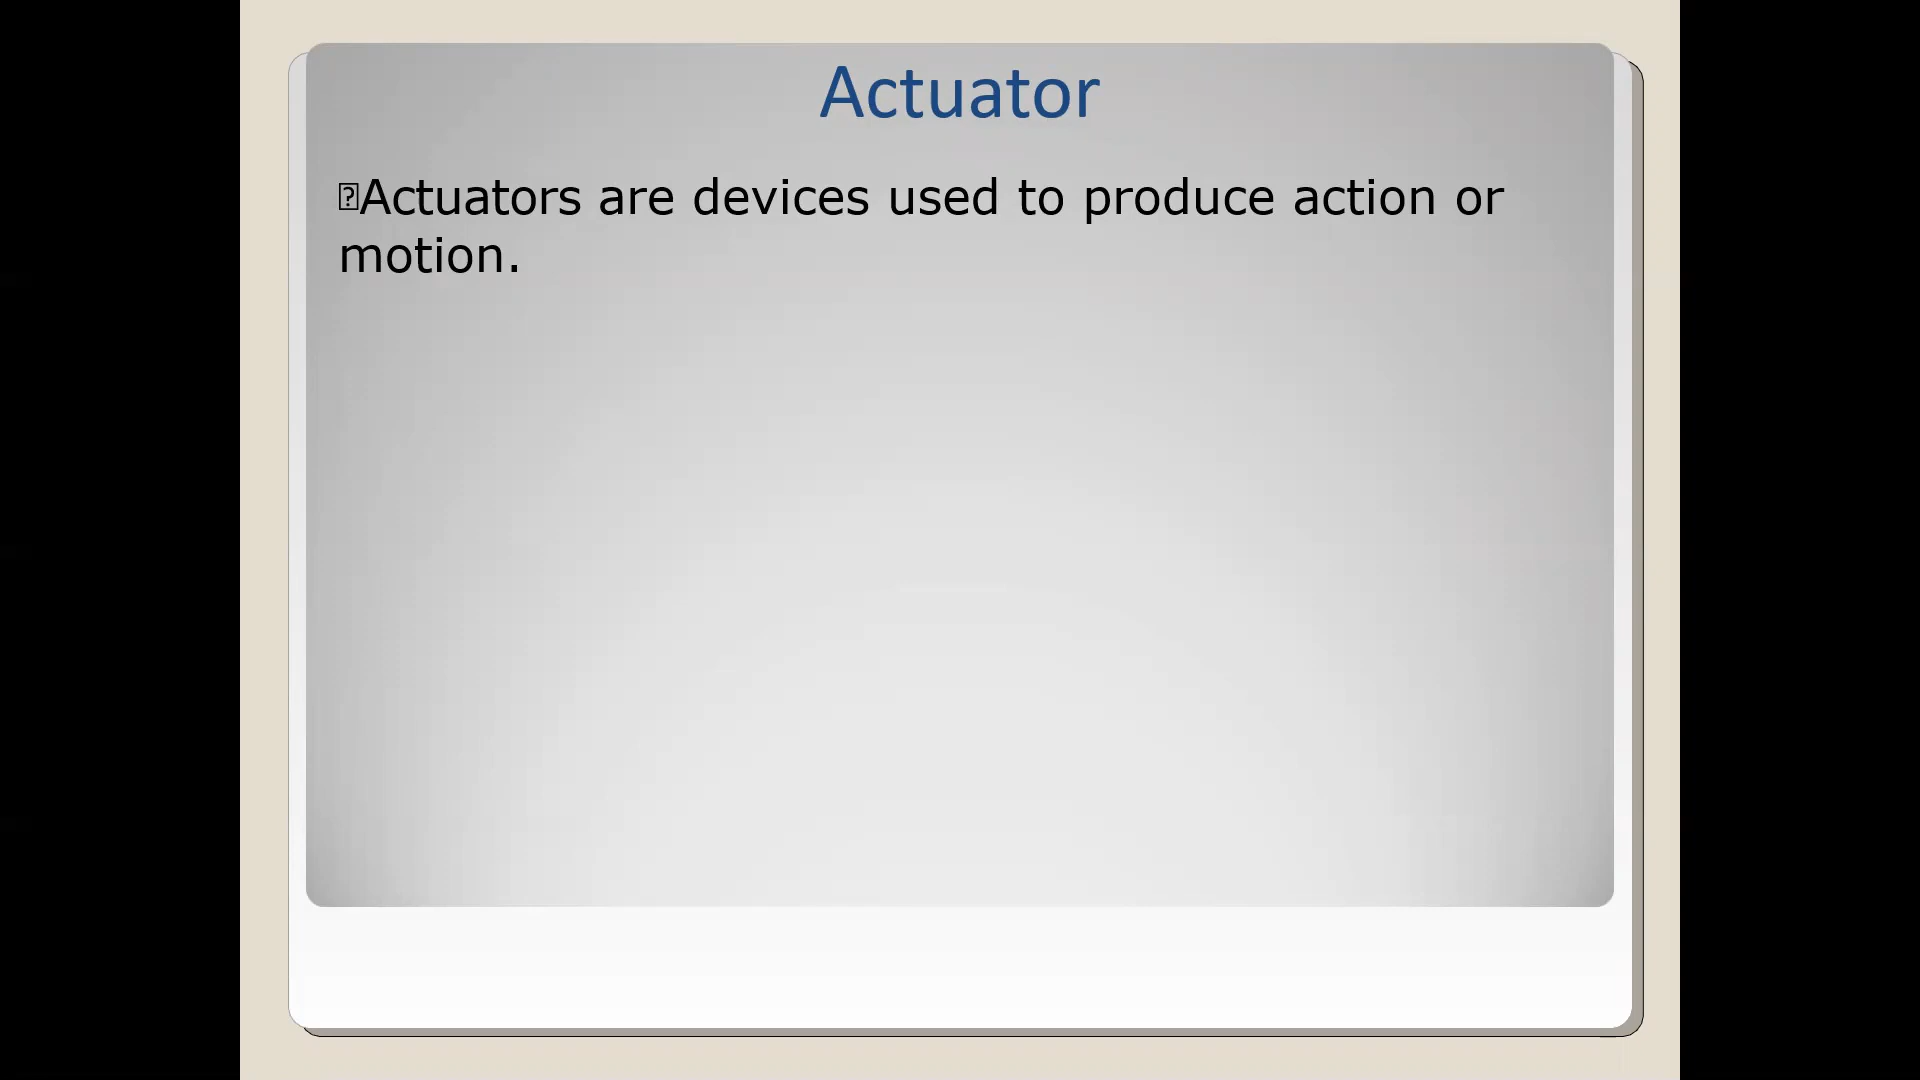 Actuator
Actuators are devices used to produce action or
motion.